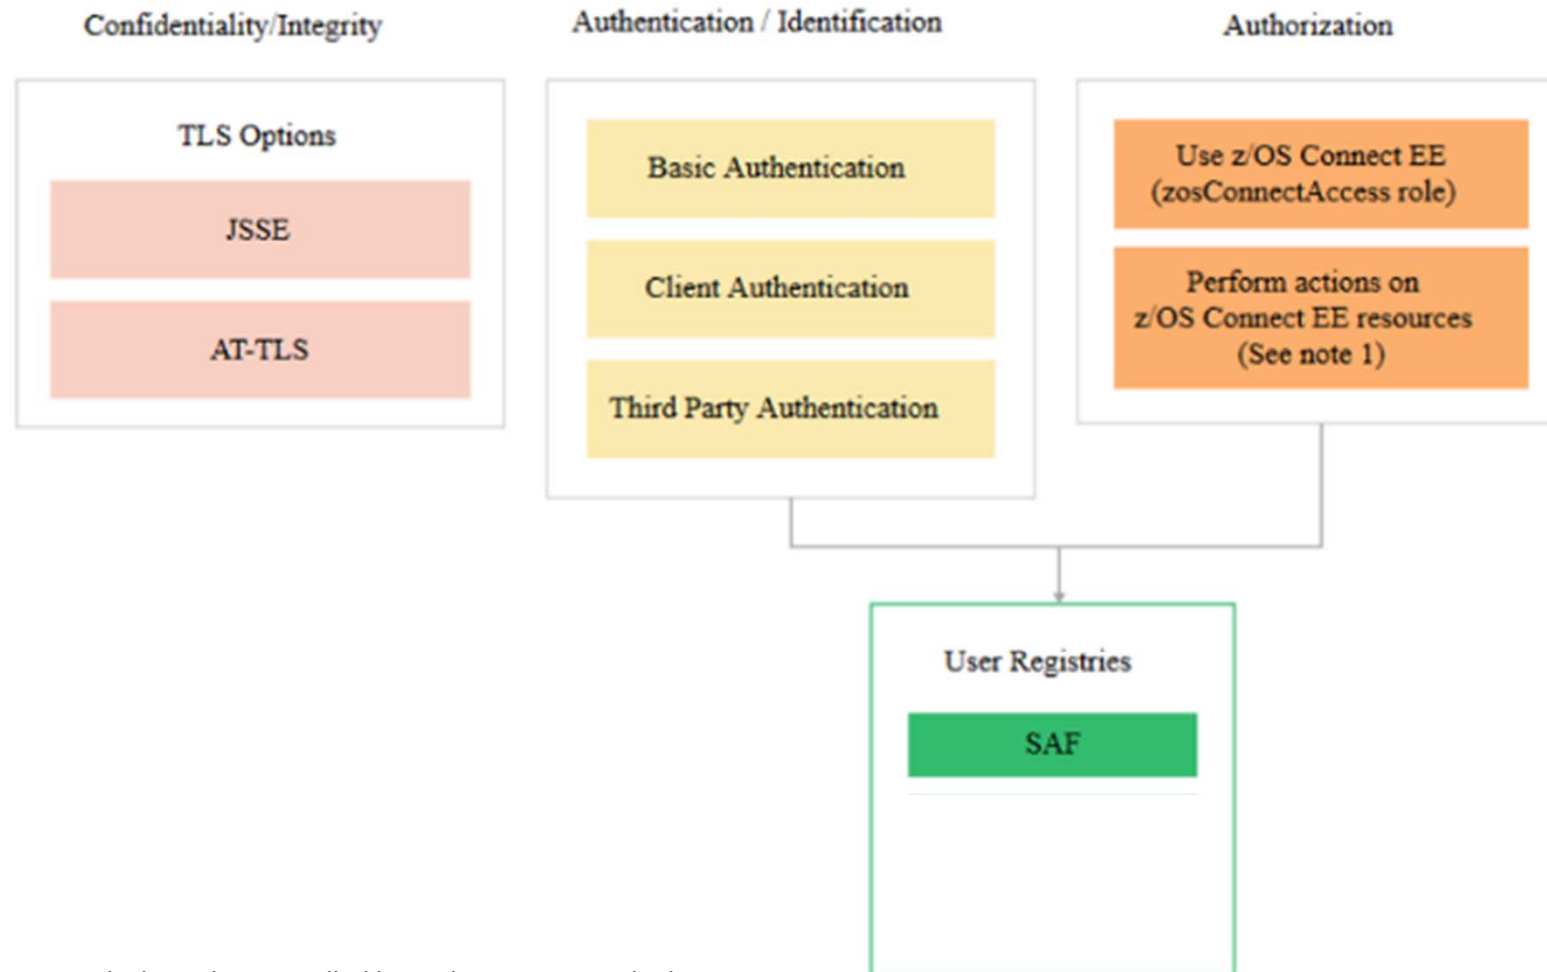 Confidentiality/Integrity
Authentication / Identification
Authorization
TLS Options
JSSE
AT-TLS
Basic Authentication
Client Authentication
Third Party Authentication
Use z/OS Connect EE
(zosConnectAccess role)
Perform actions on
z/OS Connect EE resources
(See note 1)
User Registries
SAF